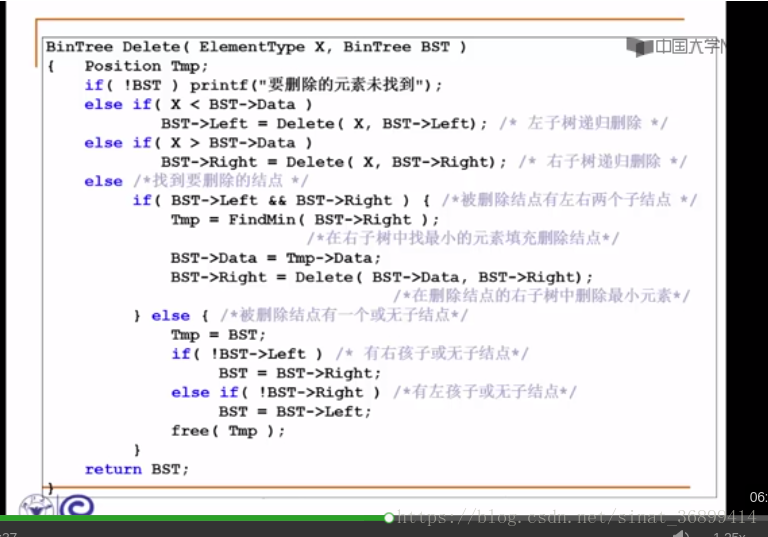 中国大学M
BinTree Delete( ElementType X, BinTree BST )
{ Position Tmp;
if( !BST ) printf("要删除的元素未找到");
else if( X < BST->Data )
BST->Left = Delete( X, BST->Left); /* 左子树递归删除 */
else if( X > BST->Data )
BST->Right = Delete( X, BST->Right); /* 右子树递归删除 */
else /*找到要删除的结点 */
if( BST->Left && BST->Right ) { /*被删除结点有左右两个子结点 */
Tmp = FindMin( BST->Right );
/*在右子树中找最小的元素填充删除结点*/
BST->Data = Tmp->Data;
BST->Right = Delete( BST->Data, BST->Right);
/*在删除结点的右子树中删除最小元素*/
} else { /*被删除结点有一个或无子结点*/
Tmp = BST;
if( !BST->Left ) /* 有右孩子或无子结点*/
BST = BST->Right;
else if( !BST->Right ) /*有左孩子或无子结点*/
BST = BST->Left;
free( Tmp );
}
return BST;
}
06:
https://blog.csdn.net/sinat_36899414
1.25x